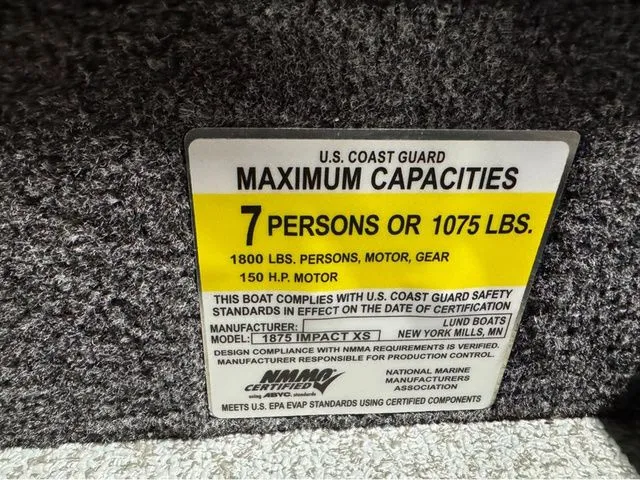 U.S. COAST GUARD
MAXIMUM CAPACITIES
7 PERSONS OR 1075 LBS.
1800 LBS. PERSONS, MOTOR, GEAR
150 H.P. MOTOR
THIS BOAT COMPLIES WITH U.S. COAST GUARD SAFETY
STANDARDS IN EFFECT ON THE DATE OF CERTIFICATION
MANUFACTURER: LUND BOATS
MODEL: 1875 IMPACT XS NEW YORK MILLS, MN
DESIGN COMPLIANCE WITH NMMA REQUIREMENTS IS VERIFIED.
MANUFACTURER RESPONSIBLE FOR PRODUCTION CONTROL.
NMMA
CERTIFIED
using ABYC. standards
NATIONAL MARINE
MANUFACTURERS
ASSOCIATION
MEETS U.S. EPA EVAP STANDARDS USING CERTIFIED COMPONENTS